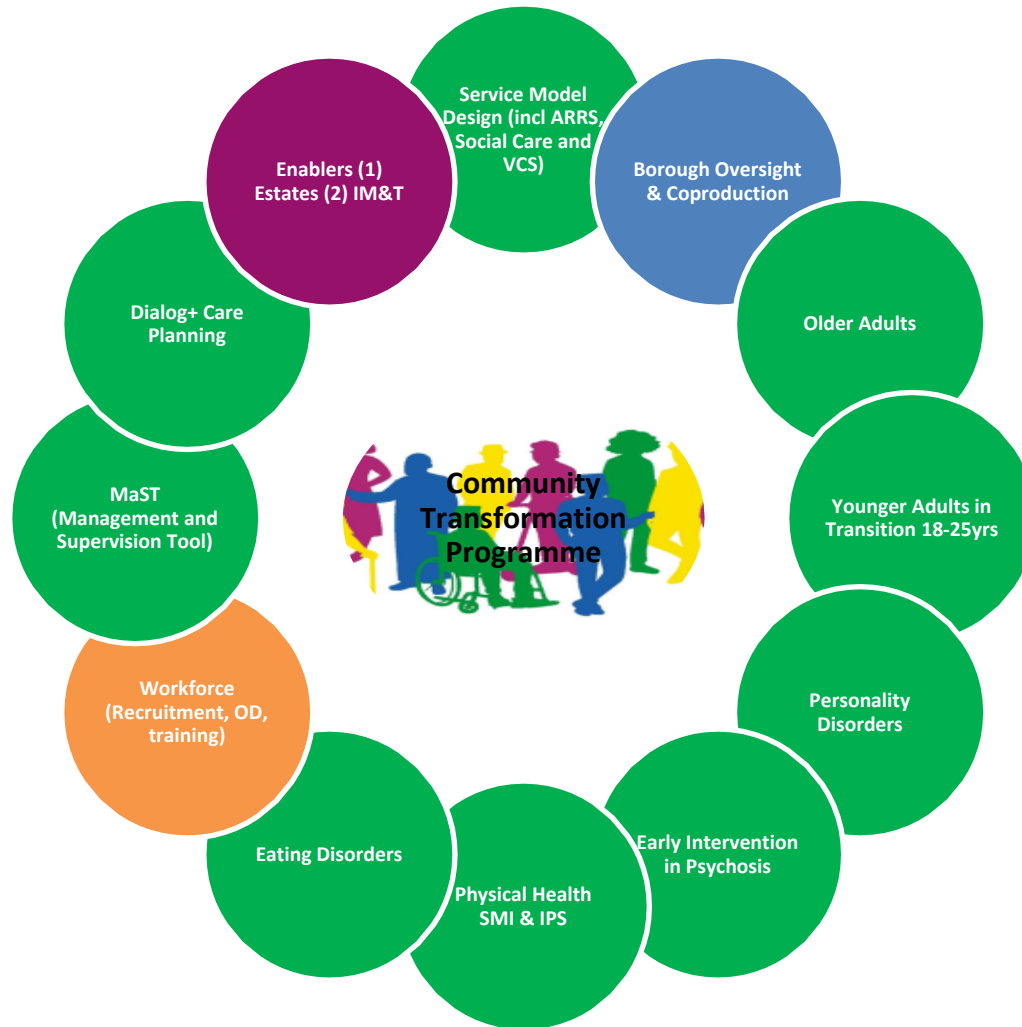 Service Model
Design (incl ARRS,
Social Care and
VCS)
Borough Oversight
& Coproduction
Older Adults
Younger Adults in
Transition 18-25yrs
Personality
Disorders
Early Intervention
in Psychosis
Physical Health
SMI & IPS
Eating Disorders
Workforce
(Recruitment, OD,
training)
MaST
(Management and
Supervision Tool)
Dialog+ Care
Planning
Enablers (1)
Estates (2) IM&T
Community
Transformation
Programme